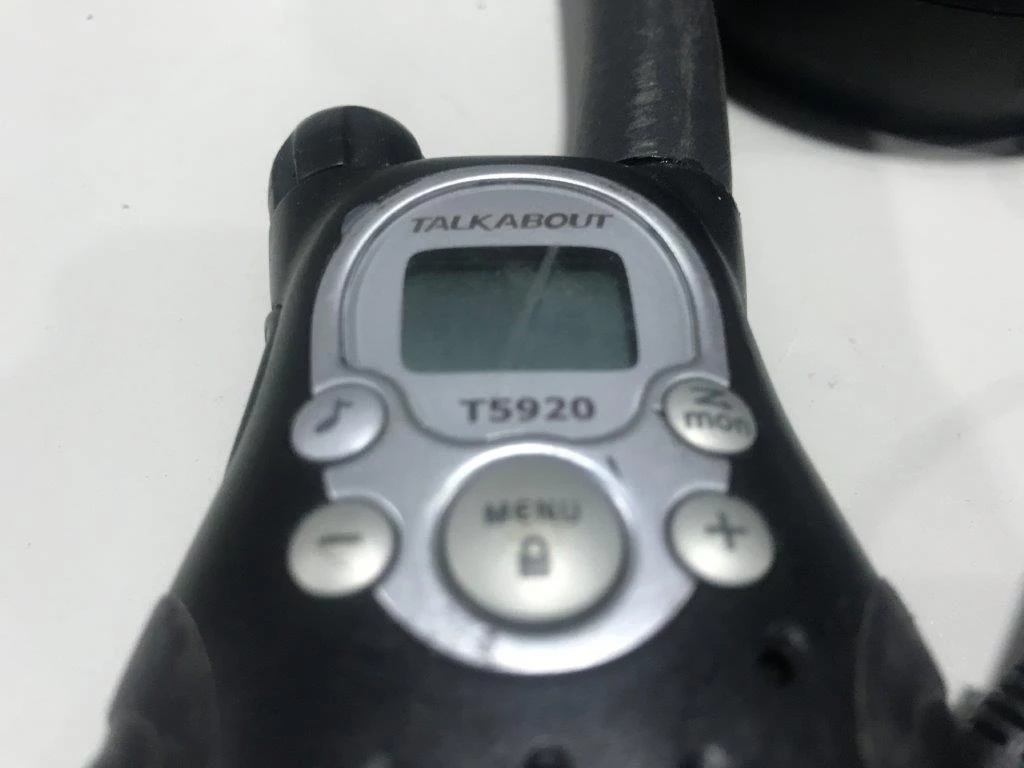 TALKABOUT
T5920
mon
MENU
− +